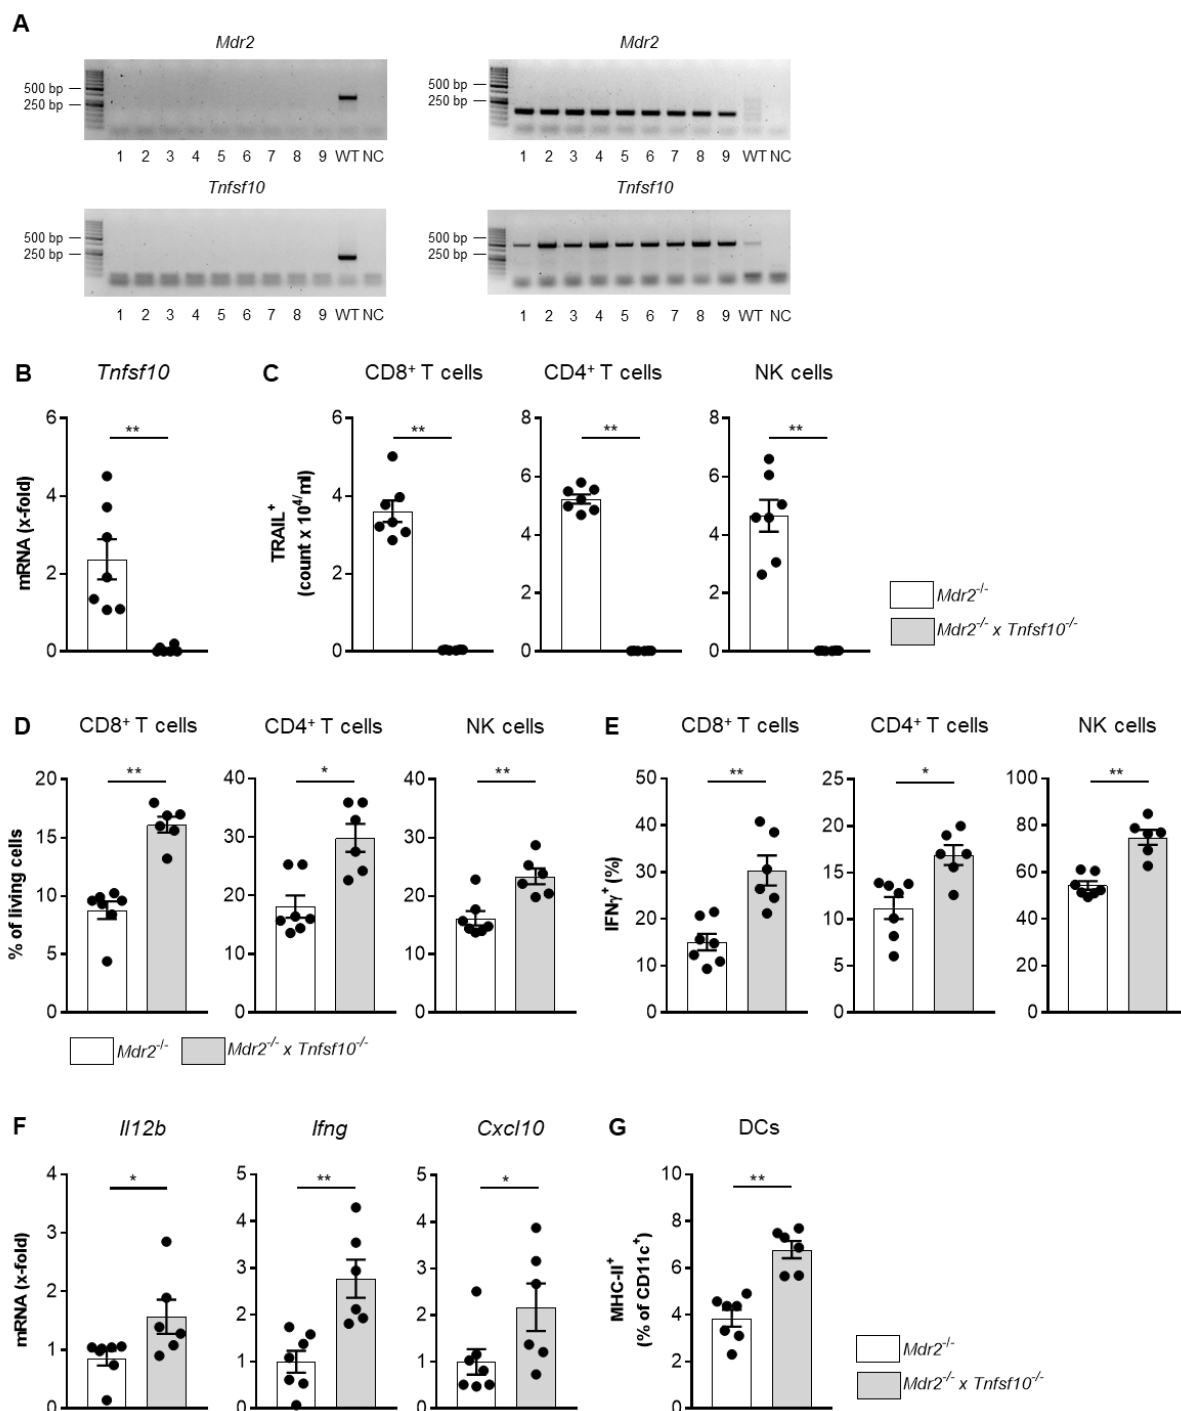 A
Mdr2 Mdr2
500 bp
250 bp
500 bp
250 bp
1 2 3 4 5 6 7 8 9 WT NC 1 2 3 4 5 6 7 8 9 WT NC
Tnfsf10 Tnfsf10
500 bp
250 bp
500 bp
250 bp
1 2 3 4 5 6 7 8 9 WT NC 1 2 3 4 5 6 7 8 9 WT NC
B Tnfsf10 C CD8⁺ T cells CD4⁺ T cells NK cells
mRNA (x-fold)
6
4
2
0
**
TRAIL⁺
(count x 10⁴/ml)
6
4
2
0
**
8
6
4
2
0
**
8
6
4
2
0
**
Mdr2⁻/⁻
Mdr2⁻/⁻ x Tnfsf10⁻/⁻
D CD8⁺ T cells CD4⁺ T cells NK cells
% of living cells
20
15
10
5
0
**
40
30
20
10
0
*
40
30
20
10
0
**
Mdr2⁻/⁻ Mdr2⁻/⁻ x Tnfsf10⁻/⁻
E CD8⁺ T cells CD4⁺ T cells NK cells
IFNγ⁺ (%)
50
40
30
20
10
0
**
25
20
15
10
5
0
*
100
80
60
40
20
0
**
F Il12b Ifng Cxcl10
mRNA (x-fold)
4
3
2
1
0
*
5
4
3
2
1
0
**
5
4
3
2
1
0
*
G DCs
MHC-II⁺
(% of CD11c⁺)
10
8
6
4
2
0
**
Mdr2⁻/⁻
Mdr2⁻/⁻ x Tnfsf10⁻/⁻